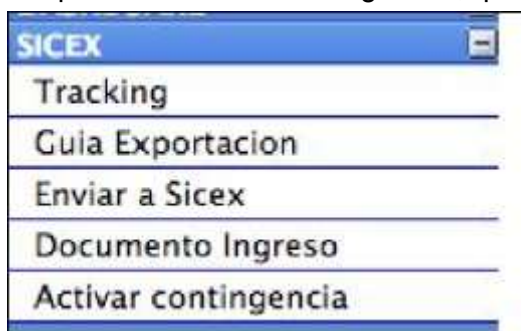 SICEX
Tracking
Guia Exportacion
Enviar a Sicex
Documento Ingreso
Activar contingencia